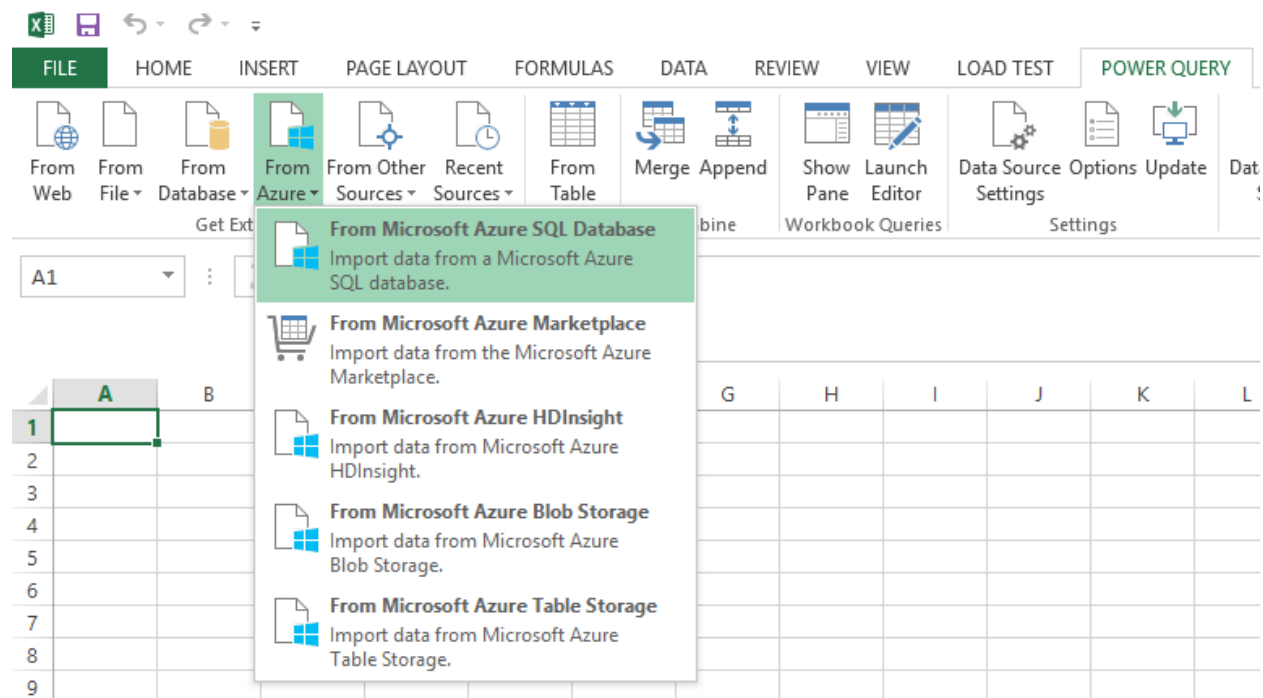 FILE HOME INSERT PAGE LAYOUT FORMULAS DATA REVIEW VIEW LOAD TEST POWER QUERY
From Web
From File
From Database
From Azure
From Other Sources
Recent Sources
From Table
Merge
Append
Show Pane
Launch Editor
Data Source Settings
Options
Update
Dat
Get Ext
bine
Workbook Queries
Settings
A1
From Microsoft Azure SQL Database
Import data from a Microsoft Azure
SQL database.
From Microsoft Azure Marketplace
Import data from the Microsoft Azure
Marketplace.
From Microsoft Azure HDInsight
Import data from Microsoft Azure
HDInsight.
From Microsoft Azure Blob Storage
Import data from Microsoft Azure
Blob Storage.
From Microsoft Azure Table Storage
Import data from Microsoft Azure
Table Storage.
A B G H I J K L
1
2
3
4
5
6
7
8
9